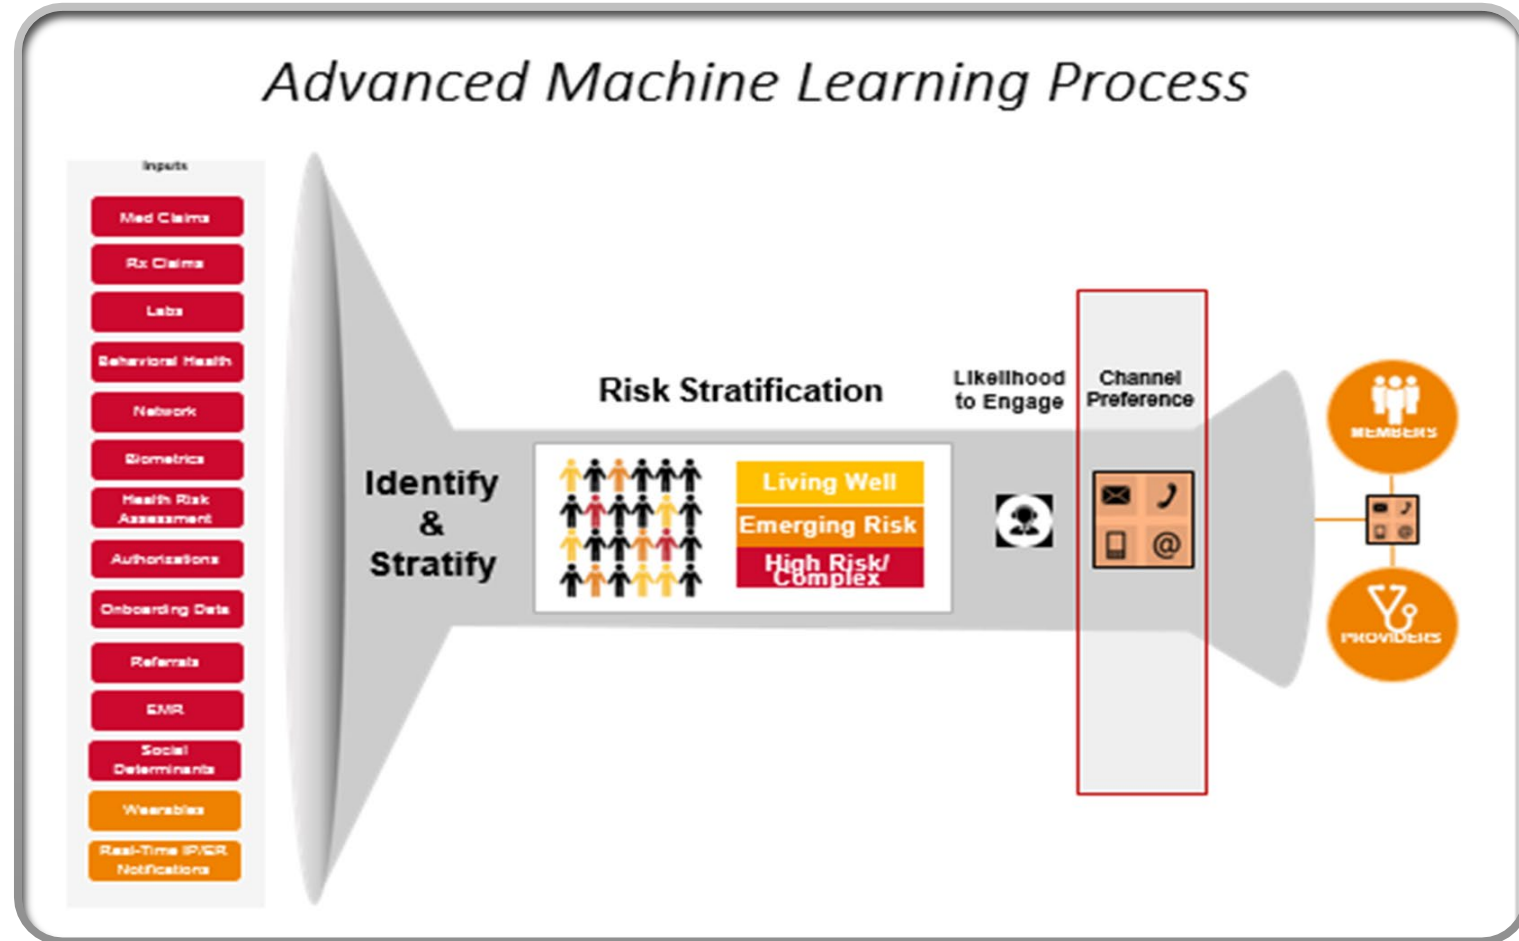 Advanced Machine Learning Process
Inputs
Med Claims
Rx Claims
Labs
Behavioral Health
Network
Biometrics
Health Risk
Assessment
Authorizations
Onboarding Data
Referrals
EMR
Social
Determinants
Wearables
Real-Time IP/ER
Notifications
Identify
&
Stratify
Risk Stratification
Living Well
Emerging Risk
High Risk/
Complex
Likelihood
to Engage
Channel
Preference
@
MEMBERS
@
PROVIDERS